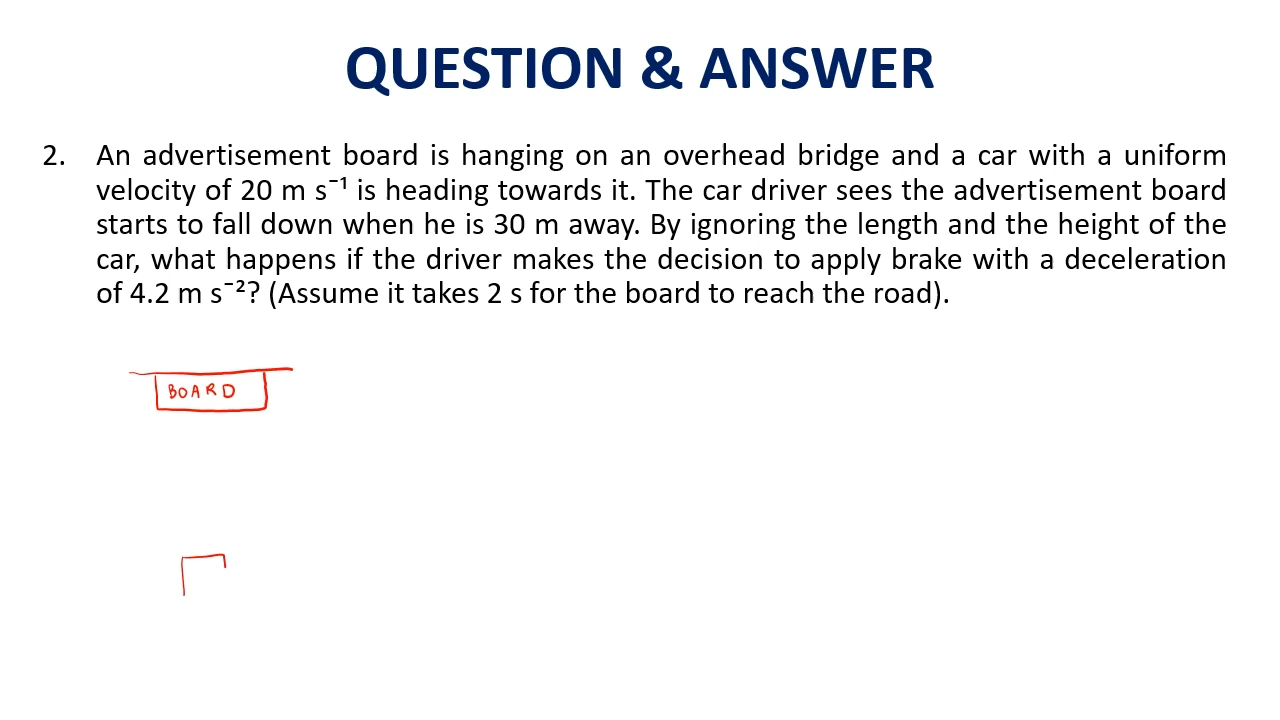 QUESTION & ANSWER
2. An advertisement board is hanging on an overhead bridge and a car with a uniform
velocity of 20 m s⁻¹ is heading towards it. The car driver sees the advertisement board
starts to fall down when he is 30 m away. By ignoring the length and the height of the
car, what happens if the driver makes the decision to apply brake with a deceleration
of 4.2 m s⁻²? (Assume it takes 2 s for the board to reach the road).
BOARD